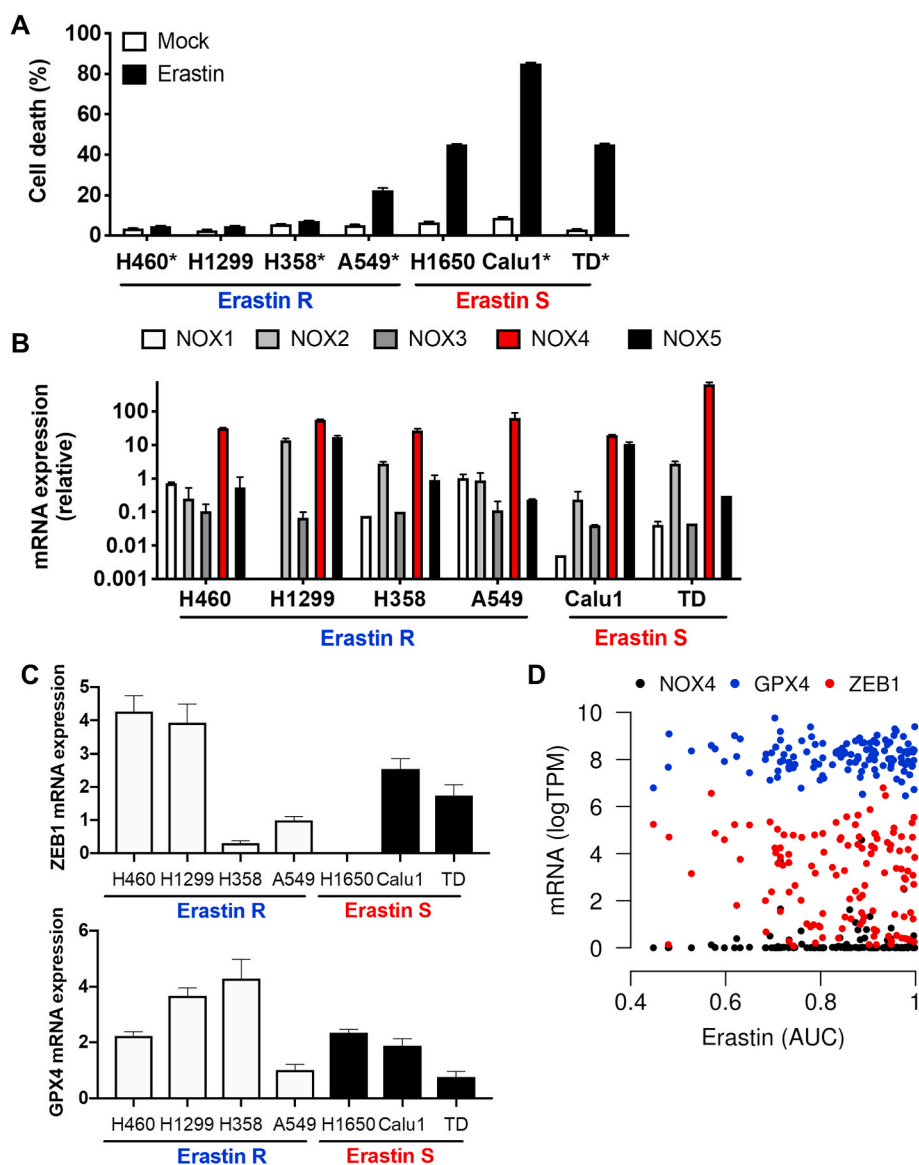 A
Mock
Erastin
Cell death (%)
100
80
60
40
20
0
H460* H1299 H358* A549* H1650 Calu1* TD*
Erastin R Erastin S
B
NOX1 NOX2 NOX3 NOX4 NOX5
mRNA expression
(relative)
100
10
1
0.1
0.01
0.001
H460 H1299 H358 A549 Calu1 TD
Erastin R Erastin S
C
ZEB1 mRNA expression
5
4
3
2
1
0
H460 H1299 H358 A549 H1650 Calu1 TD
Erastin R Erastin S
GPX4 mRNA expression
6
4
2
0
H460 H1299 H358 A549 H1650 Calu1 TD
Erastin R Erastin S
D
NOX4 GPX4 ZEB1
mRNA (logTPM)
10
8
6
4
2
0
0.4 0.6 0.8 1
Erastin (AUC)